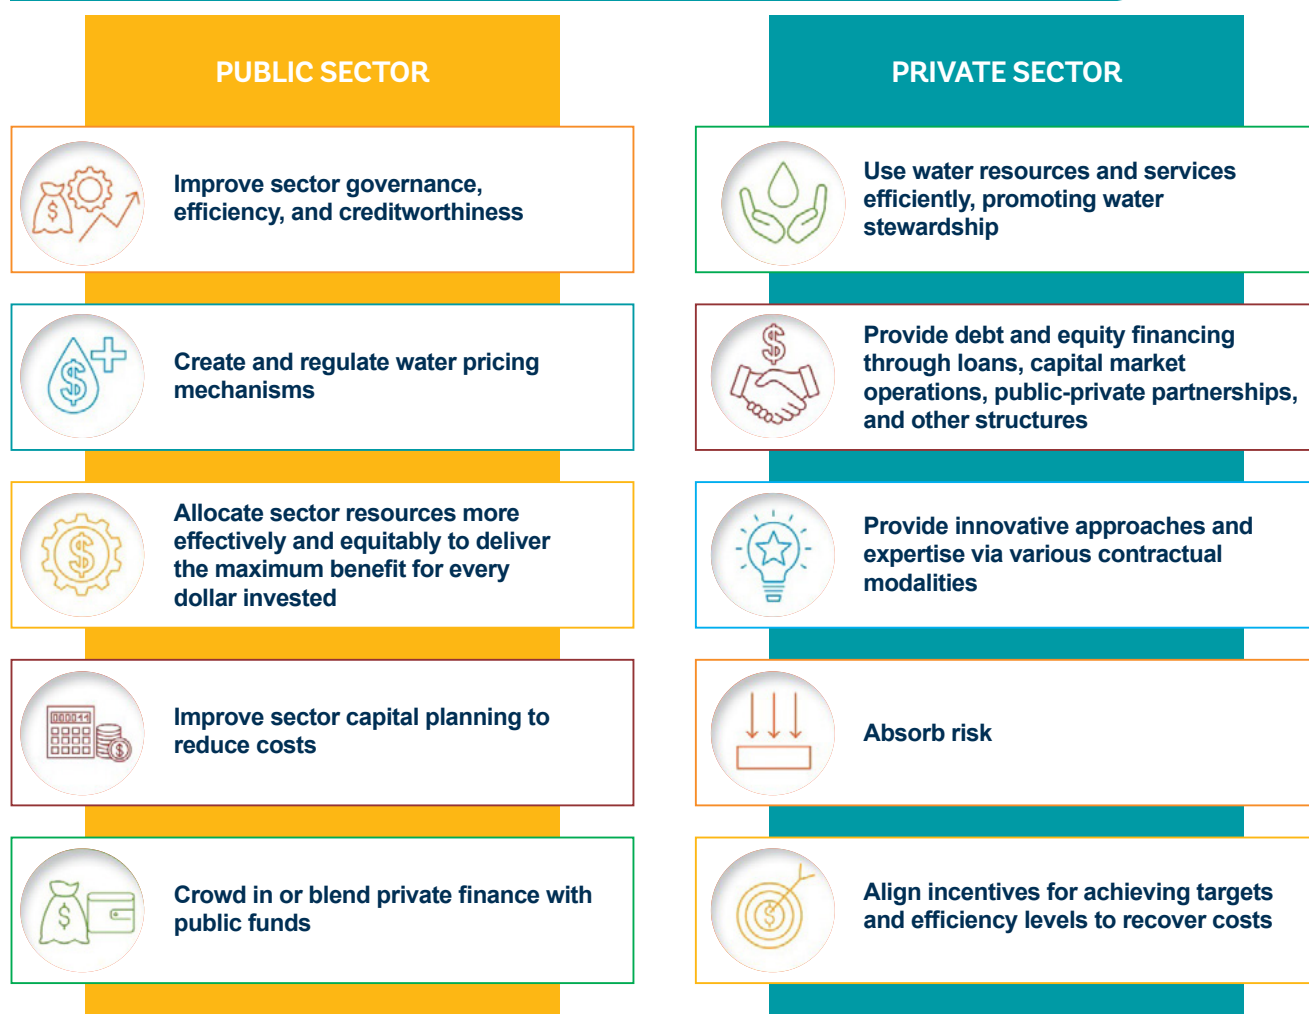 PUBLIC SECTOR
Improve sector governance,
efficiency, and creditworthiness
Create and regulate water pricing
mechanisms
Allocate sector resources more
effectively and equitably to deliver
the maximum benefit for every
dollar invested
Improve sector capital planning to
reduce costs
Crowd in or blend private finance with
public funds
PRIVATE SECTOR
Use water resources and services
efficiently, promoting water
stewardship
Provide debt and equity financing
through loans, capital market
operations, public-private partnerships,
and other structures
Provide innovative approaches and
expertise via various contractual
modalities
Absorb risk
Align incentives for achieving targets
and efficiency levels to recover costs